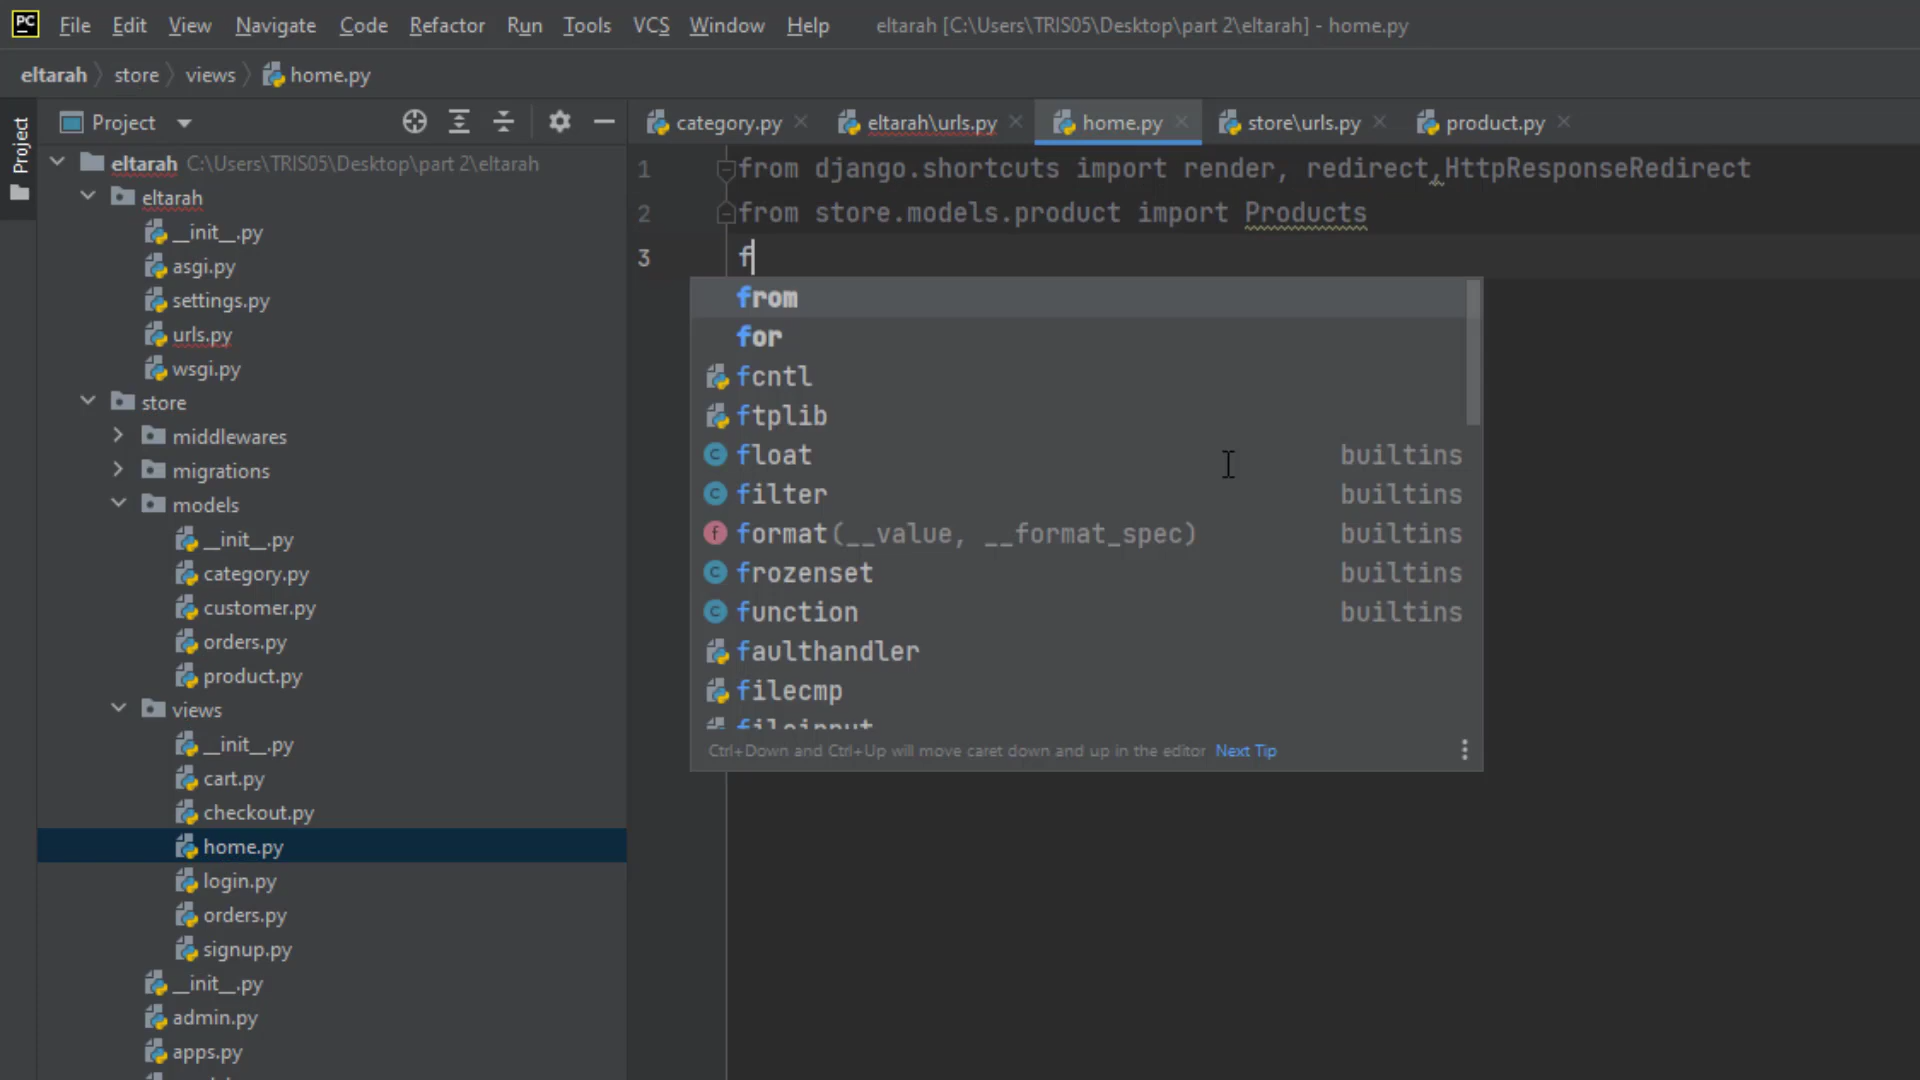 PC File Edit View Navigate Code Refactor Run Tools VCS Window Help eltarah [C:\Users\TRIS05\Desktop\part 2\eltarah] - home.py
eltarah store views home.py
Project
Project
category.py eltarah\urls.py home.py store\urls.py product.py
eltarah C:\Users\TRIS05\Desktop\part 2\eltarah
eltarah
__init__.py
asgi.py
settings.py
urls.py
wsgi.py
store
middlewares
migrations
models
__init__.py
category.py
customer.py
orders.py
product.py
views
__init__.py
cart.py
checkout.py
home.py
login.py
orders.py
signup.py
__init__.py
admin.py
apps.py
1 from django.shortcuts import render, redirect,HttpResponseRedirect
2 from store.models.product import Products
3 f
from
for
fcntl
ftplib
float builtins
filter builtins
format(__value, __format_spec) builtins
frozenset builtins
function builtins
faulthandler
filecmp
fileinput
Ctrl+Down and Ctrl+Up will move caret down and up in the editor Next Tip